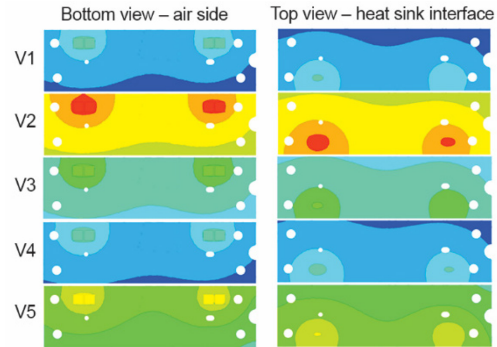 Bottom view – air side
Top view – heat sink interface
V1
V2
V3
V4
V5